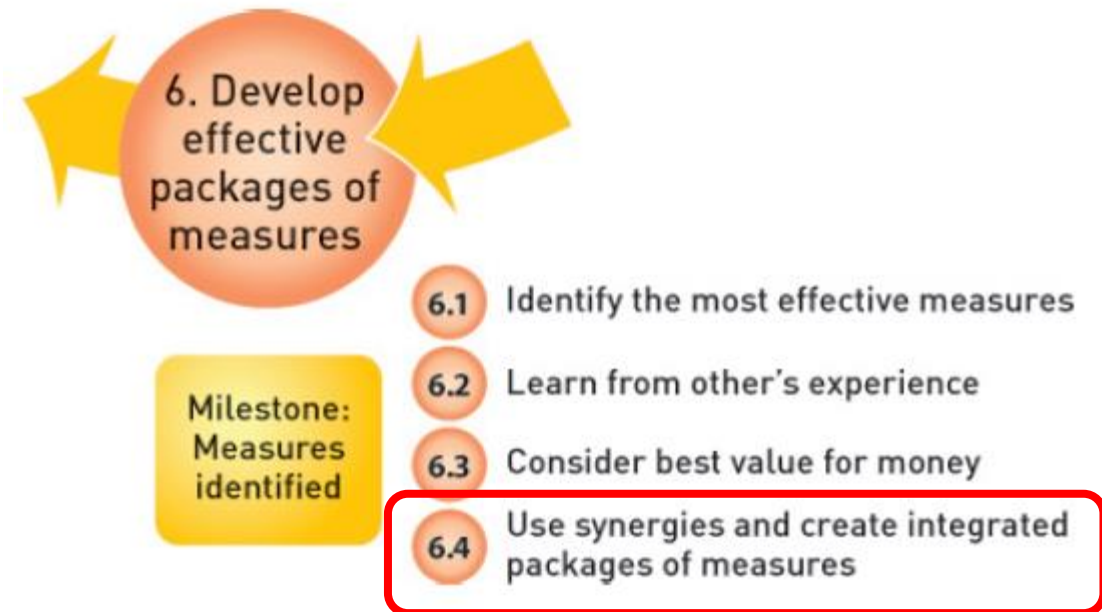 6. Develop
effective
packages of
measures
6.1 Identify the most effective measures
6.2 Learn from other's experience
Milestone:
Measures
identified
6.3 Consider best value for money
6.4 Use synergies and create integrated
packages of measures